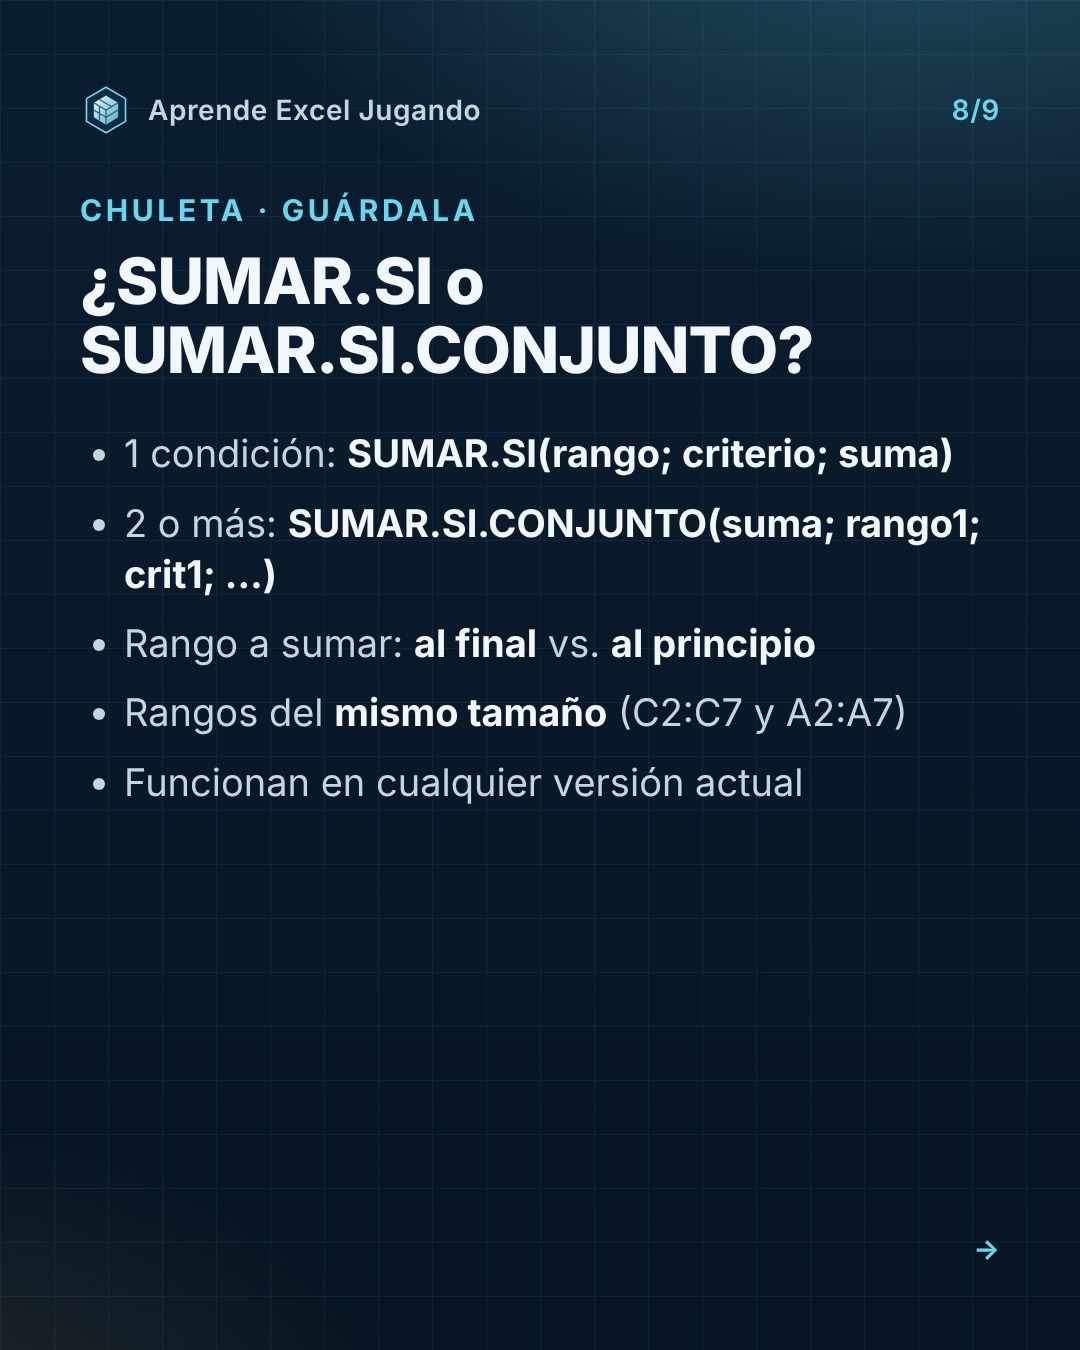 Aprende Excel Jugando
8/9
CHULETA · GUÁRDALA
¿SUMAR.SI o
SUMAR.SI.CONJUNTO?
• 1 condición: SUMAR.SI(rango; criterio; suma)
• 2 o más: SUMAR.SI.CONJUNTO(suma; rango1;
crit1; ...)
• Rango a sumar: al final vs. al principio
• Rangos del mismo tamaño (C2:C7 y A2:A7)
• Funcionan en cualquier versión actual
→